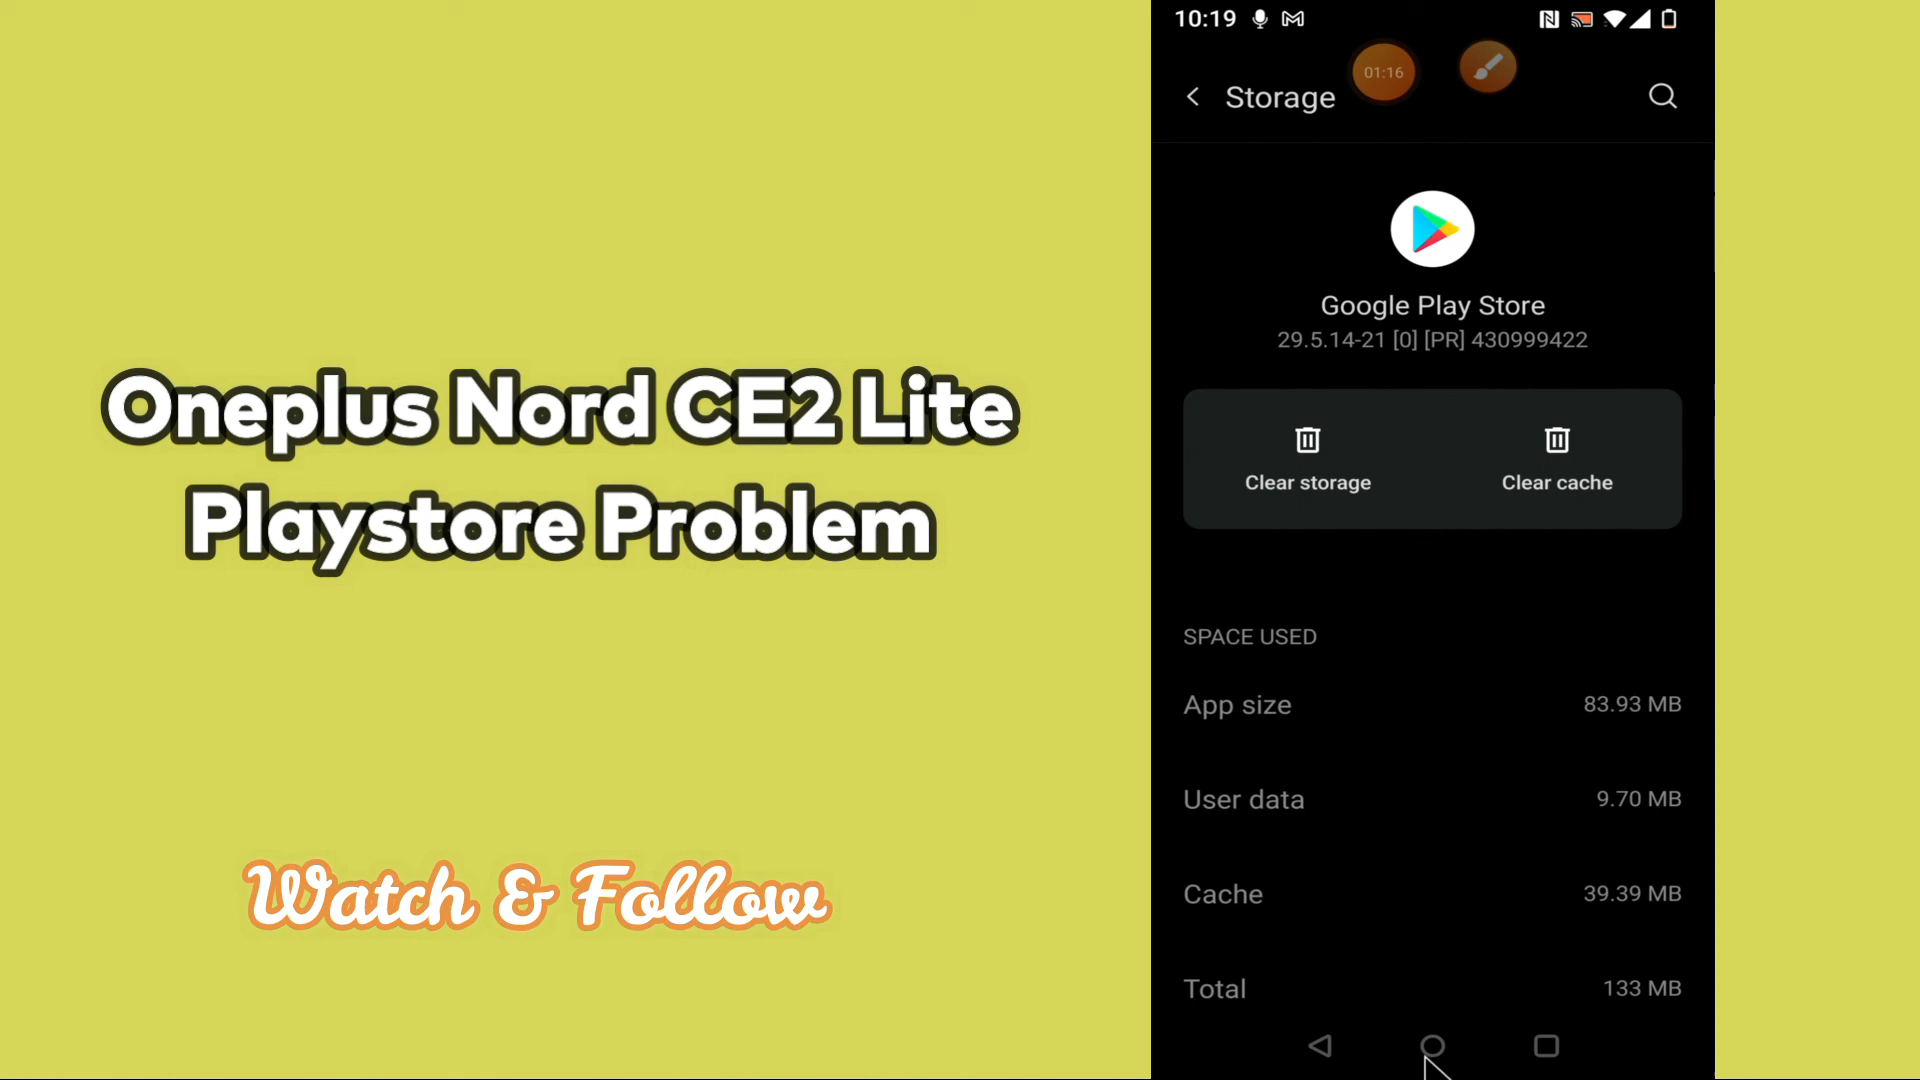 Oneplus Nord CE2 Lite
Playstore Problem
Watch & Follow
10:19
01:16
Storage
Google Play Store
29.5.14-21 [0] [PR] 430999422
Clear storage
Clear cache
SPACE USED
App size 83.93 MB
User data 9.70 MB
Cache 39.39 MB
Total 133 MB